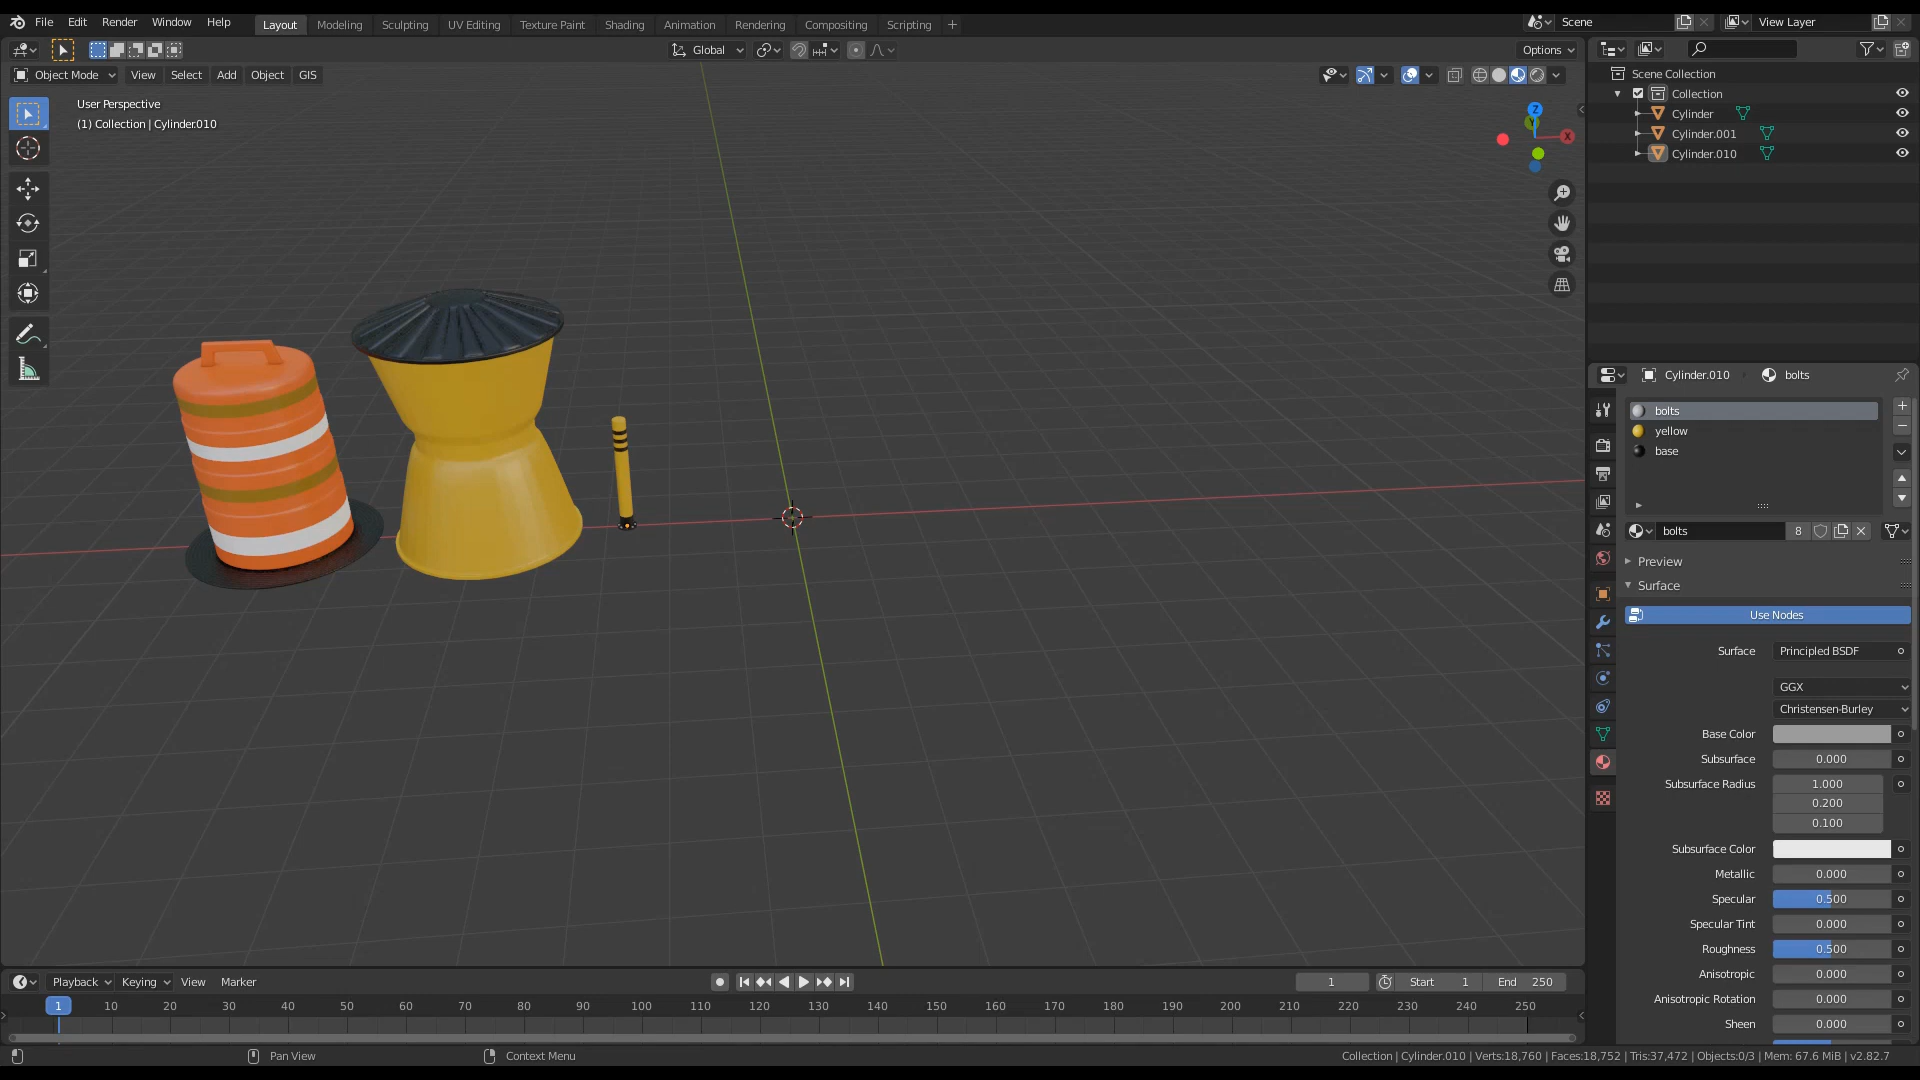 File Edit Render Window Help Layout Modeling Sculpting UV Editing Texture Paint Shading Animation Rendering Compositing Scripting + Scene View Layer
Global Options
Object Mode View Select Add Object GIS
User Perspective
(1) Collection | Cylinder.010
Z
Y
X
Scene Collection
Collection
Cylinder
Cylinder.001
Cylinder.010
Cylinder.010 bolts
bolts
yellow
base
bolts 8
Preview
Surface
Use Nodes
Surface Principled BSDF
GGX
Christensen-Burley
Base Color
Subsurface 0.000
Subsurface Radius 1.000
0.200
0.100
Subsurface Color
Metallic 0.000
Specular 0.500
Specular Tint 0.000
Roughness 0.500
Anisotropic 0.000
Anisotropic Rotation 0.000
Sheen 0.000
Playback Keying View Marker 1 Start 1 End 250
1 10 20 30 40 50 60 70 80 90 100 110 120 130 140 150 160 170 180 190 200 210 220 230 240 250
Pan View Context Menu Collection | Cylinder.010 | Verts:18,760 | Faces:18,752 | Tris:37,472 | Objects:0/3 | Mem: 67.6 MiB | v2.82.7